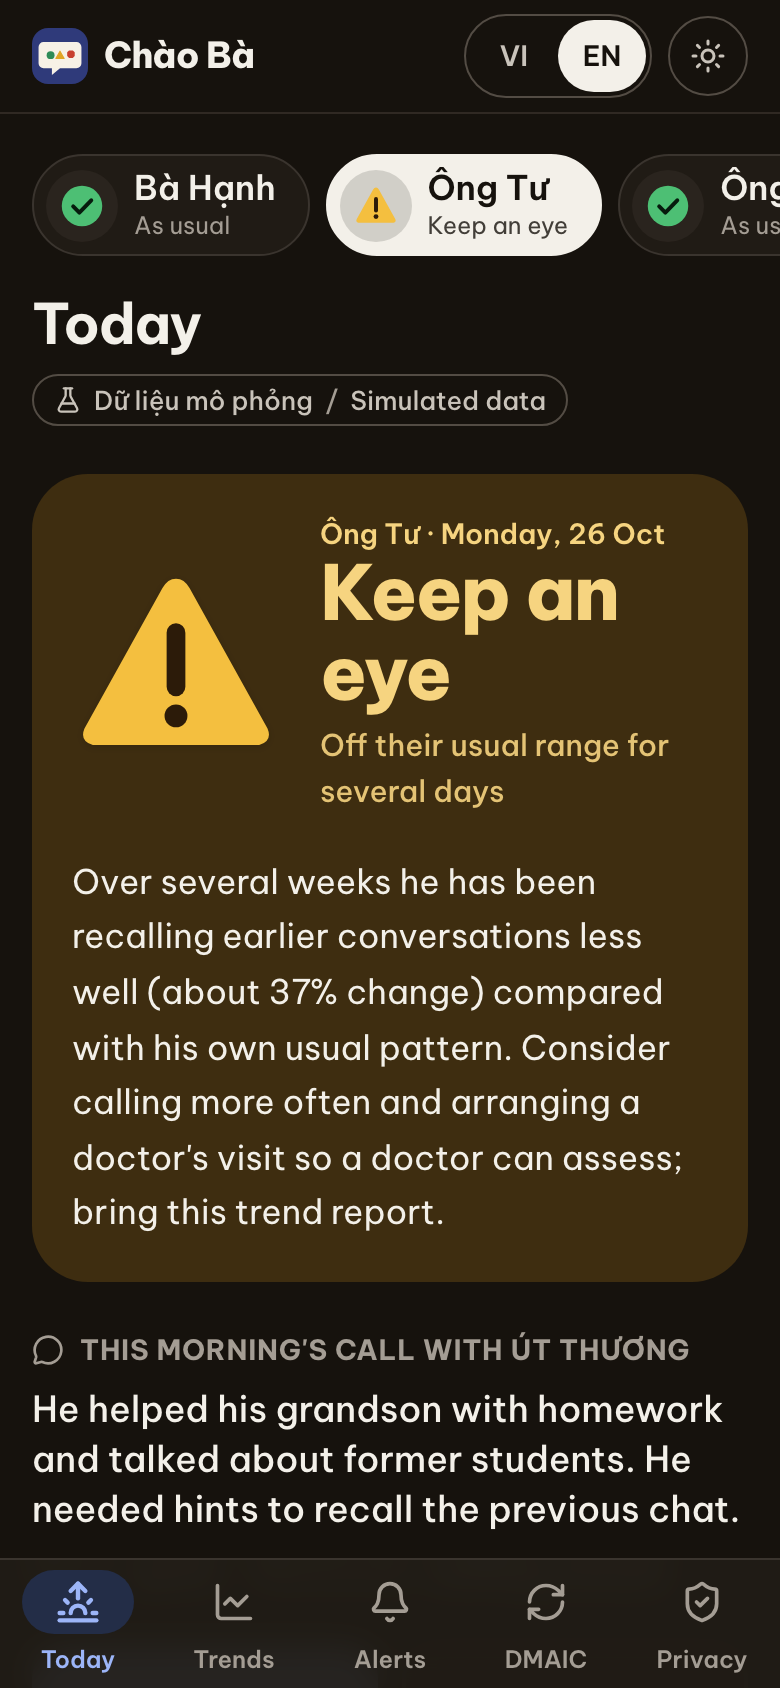 Chào Bà
VI
EN
Bà Hạnh
As usual
Ông Tư
Keep an eye
Today
Dữ liệu mô phỏng / Simulated data
Ông Tư · Monday, 26 Oct
Keep an
eye
Off their usual range for
several days
Over several weeks he has been
recalling earlier conversations less
well (about 37% change) compared
with his own usual pattern. Consider
calling more often and arranging a
doctor's visit so a doctor can assess;
bring this trend report.
THIS MORNING'S CALL WITH ÚT THƯƠNG
He helped his grandson with homework
and talked about former students. He
needed hints to recall the previous chat.
Today
Trends
Alerts
DMAIC
Privacy